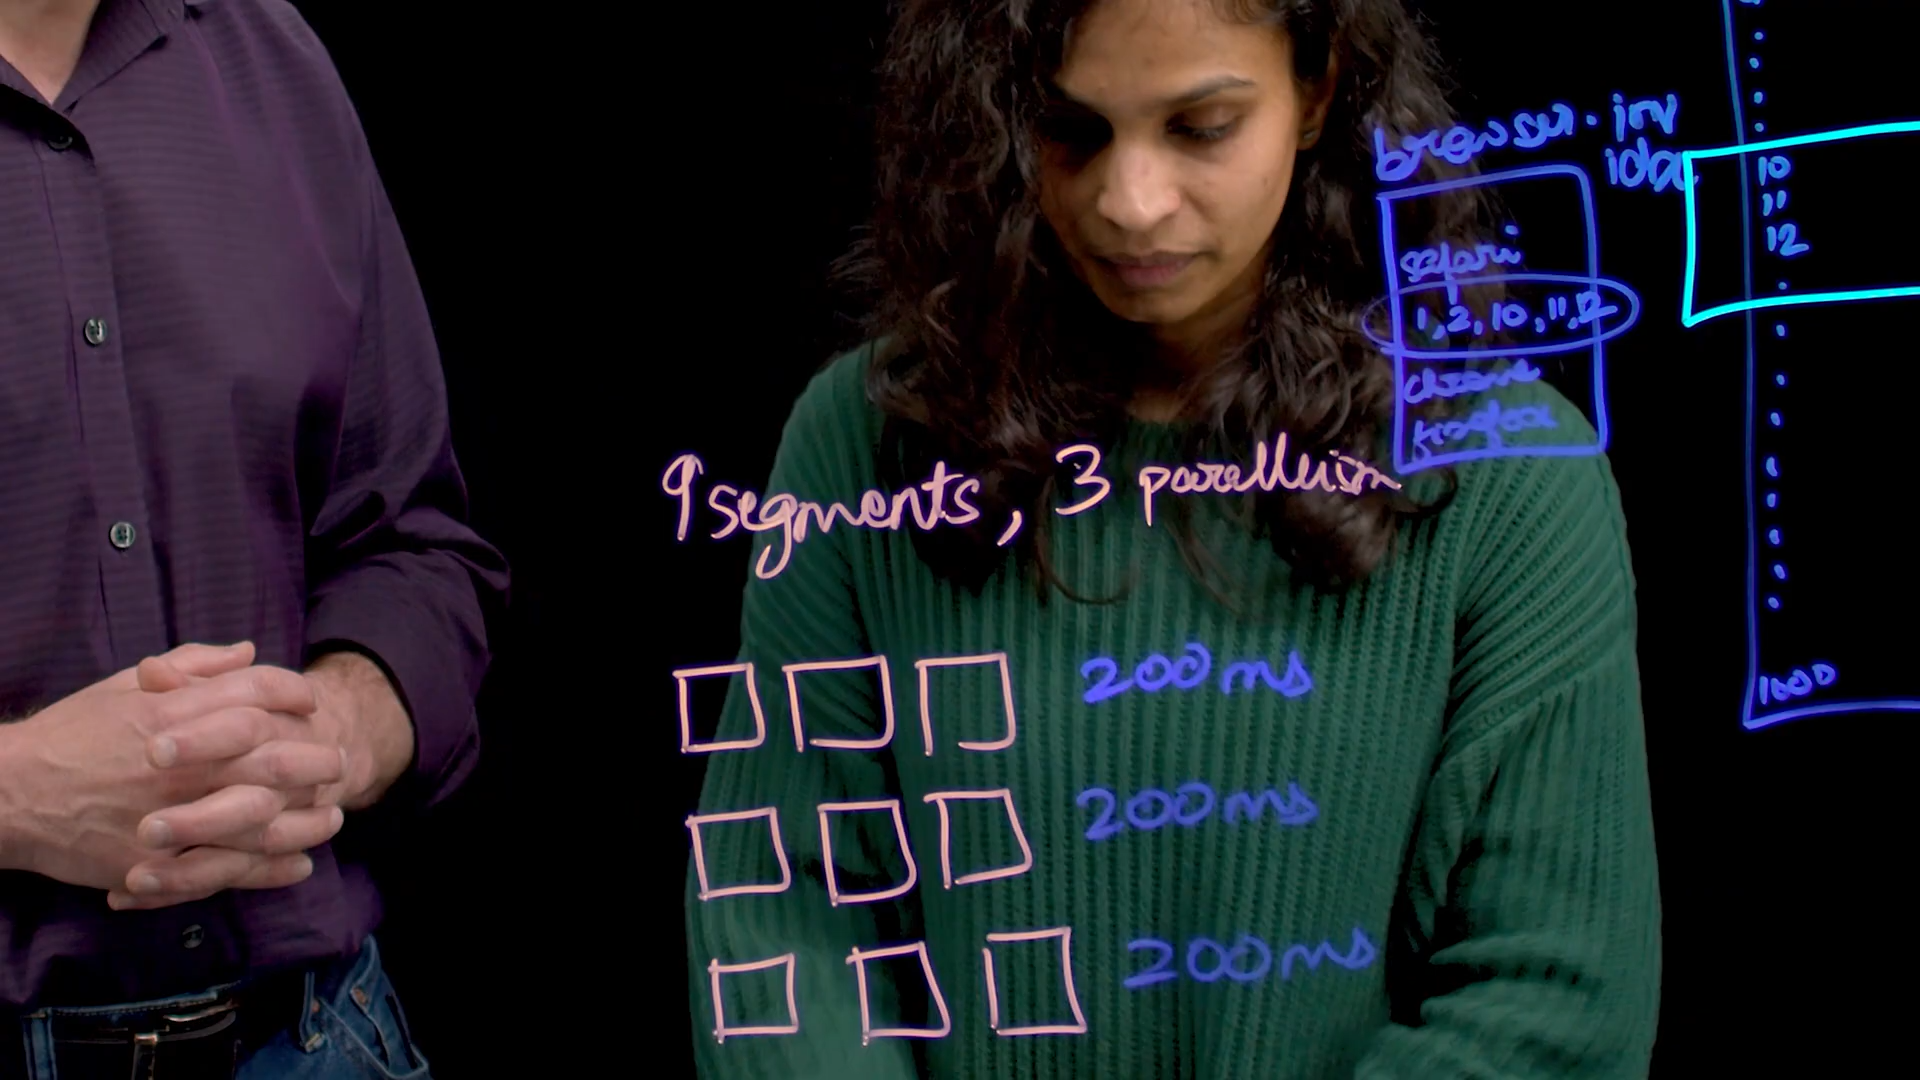 browser. inv
idx
safari
1,2,10,11,12
chrome
firefox
10
11
12
1000
9 segments, 3 parallelism
200ms
200ms
200ms